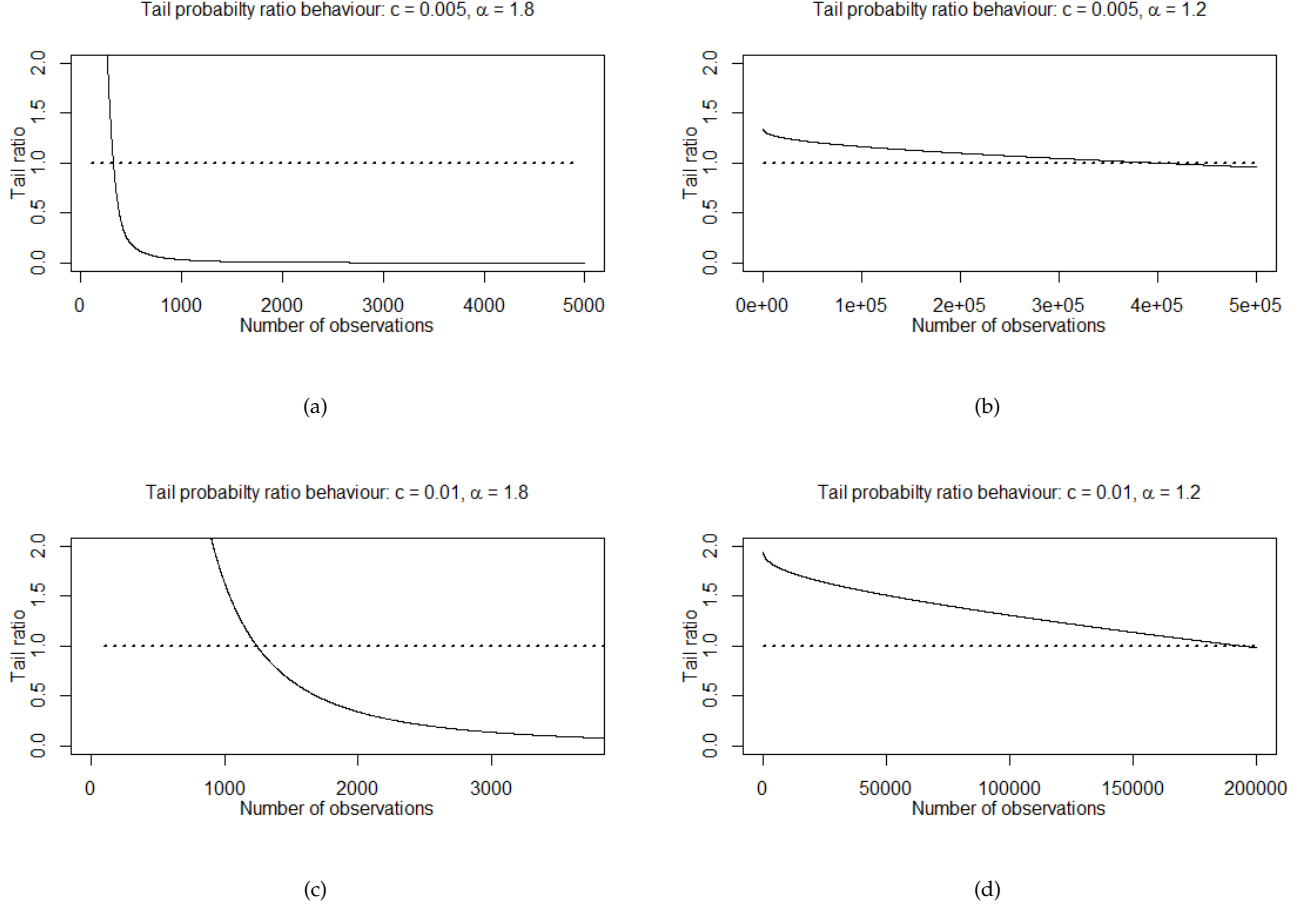 Tail probabilty ratio behaviour: c = 0.005, α = 1.8
Tail ratio
2.0
1.5
1.0
0.5
0.0
0
1000
2000
3000
4000
5000
Number of observations
(a)
Tail probabilty ratio behaviour: c = 0.005, α = 1.2
Tail ratio
2.0
1.5
1.0
0.5
0.0
0e+00
1e+05
2e+05
3e+05
4e+05
5e+05
Number of observations
(b)
Tail probabilty ratio behaviour: c = 0.01, α = 1.8
Tail ratio
2.0
1.5
1.0
0.5
0.0
0
1000
2000
3000
Number of observations
(c)
Tail probabilty ratio behaviour: c = 0.01, α = 1.2
Tail ratio
2.0
1.5
1.0
0.5
0.0
0
50000
100000
150000
200000
Number of observations
(d)